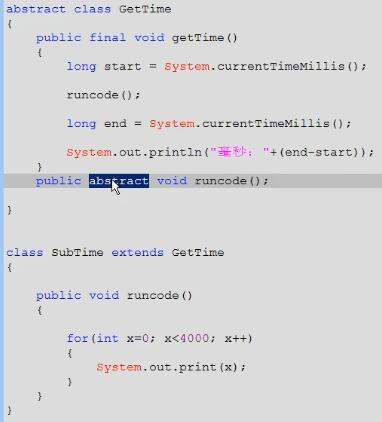 abstract class GetTime
{
    public final void getTime()
    {
        long start = System.currentTimeMillis();
        runcode();
        long end = System.currentTimeMillis();
        System.out.println("毫秒："+(end-start));
    }
    public abstract void runcode();
}
class SubTime extends GetTime
{
    public void runcode()
    {
        for(int x=0; x<4000; x++)
        {
            System.out.print(x);
        }
    }
}